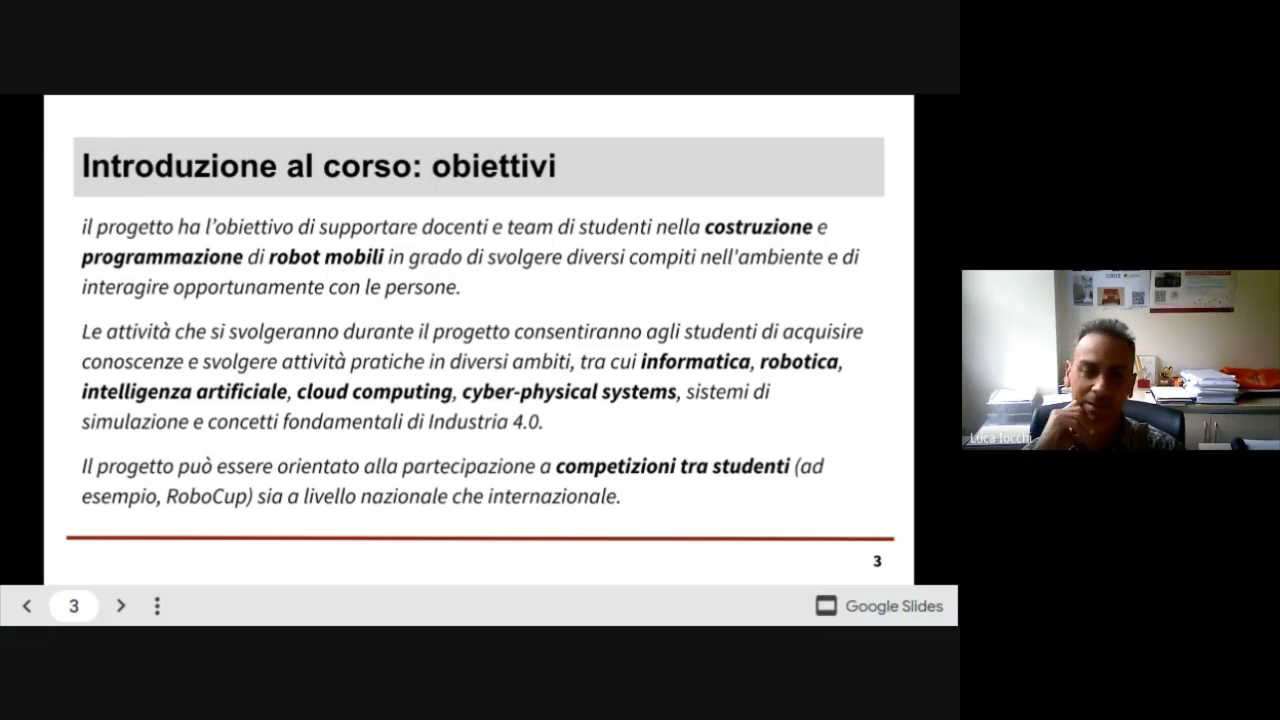 Introduzione al corso: obiettivi
il progetto ha l'obiettivo di supportare docenti e team di studenti nella costruzione e
programmazione di robot mobili in grado di svolgere diversi compiti nell'ambiente e di
interagire opportunamente con le persone.
Le attività che si svolgeranno durante il progetto consentiranno agli studenti di acquisire
conoscenze e svolgere attività pratiche in diversi ambiti, tra cui informatica, robotica,
intelligenza artificiale, cloud computing, cyber-physical systems, sistemi di
simulazione e concetti fondamentali di Industria 4.0.
Il progetto può essere orientato alla partecipazione a competizioni tra studenti (ad
esempio, RoboCup) sia a livello nazionale che internazionale.
3
3
Google Slides
Luca Iocchi